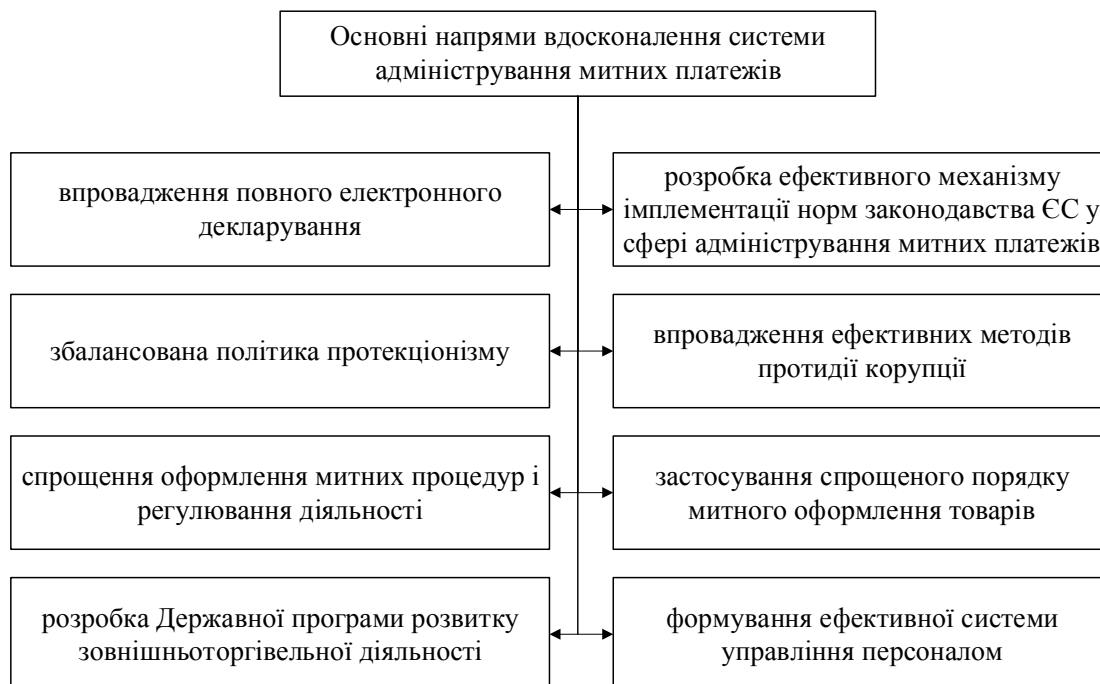 Основні напрями вдосконалення системи
адміністрування митних платежів
впровадження повного електронного
декларування
розробка ефективного механізму
імплементації норм законодавства ЄС у
сфері адміністрування митних платежів
збалансована політика протекціонізму
впровадження ефективних методів
протидії корупції
спрощення оформлення митних процедур і
регулювання діяльності
застосування спрощеного порядку
митного оформлення товарів
розробка Державної програми розвитку
зовнішньоторгівельної діяльності
формування ефективної системи
управління персоналом